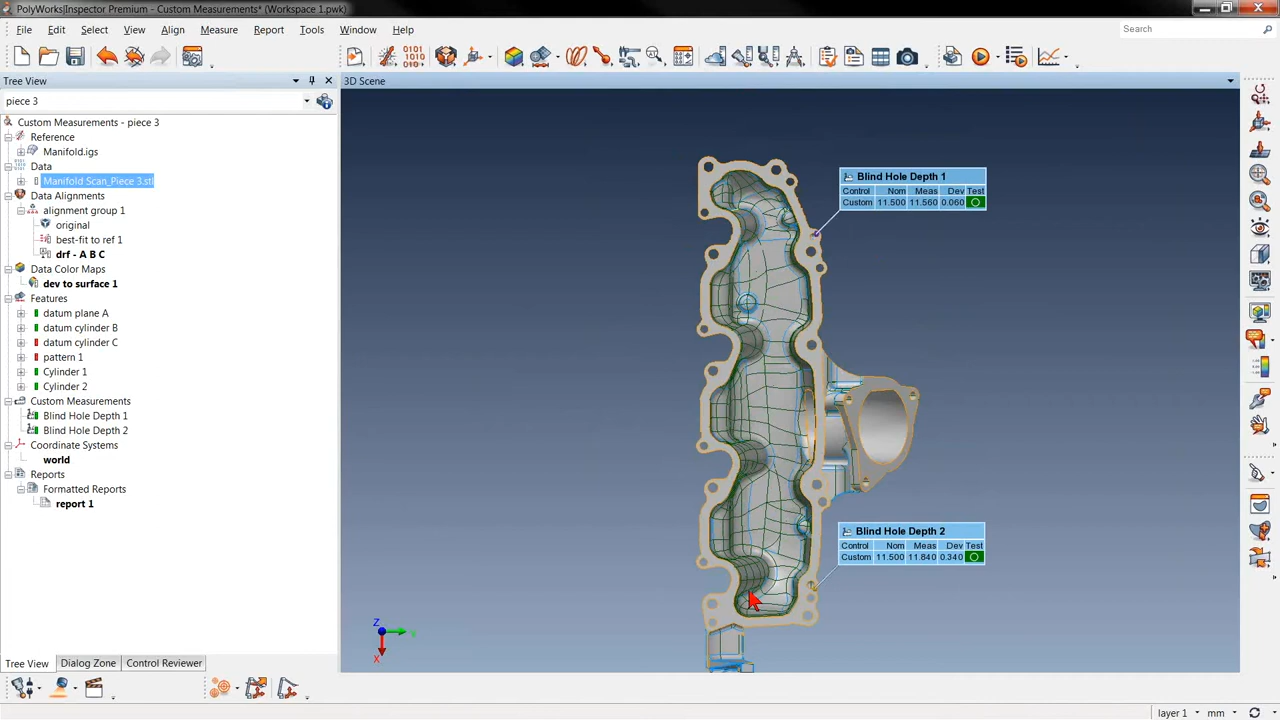 PolyWorks|Inspector Premium - Custom Measurements* (Workspace 1.pwk)
File Edit Select View Align Measure Report Tools Window Help
Search
Tree View
3D Scene
piece 3
Custom Measurements - piece 3
Reference
Manifold.igs
Data
Manifold Scan_Piece 3.stl
Data Alignments
alignment group 1
original
best-fit to ref 1
drf - A B C
Data Color Maps
dev to surface 1
Features
datum plane A
datum cylinder B
datum cylinder C
pattern 1
Cylinder 1
Cylinder 2
Custom Measurements
Blind Hole Depth 1
Blind Hole Depth 2
Coordinate Systems
world
Reports
Formatted Reports
report 1
Blind Hole Depth 1
Control Nom Meas Dev Test
Custom 11.500 11.560 0.060
Blind Hole Depth 2
Control Nom Meas Dev Test
Custom 11.500 11.840 0.340
Z
Y
X
Tree View Dialog Zone Control Reviewer
layer 1 mm